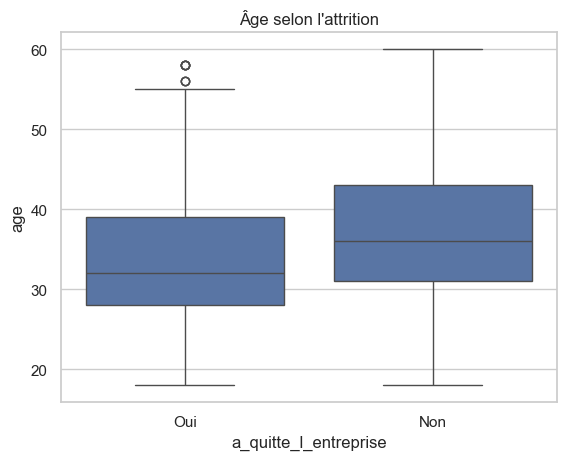 Âge selon l'attrition
60
50
40
30
20
age
Oui Non
a_quitte_l_entreprise